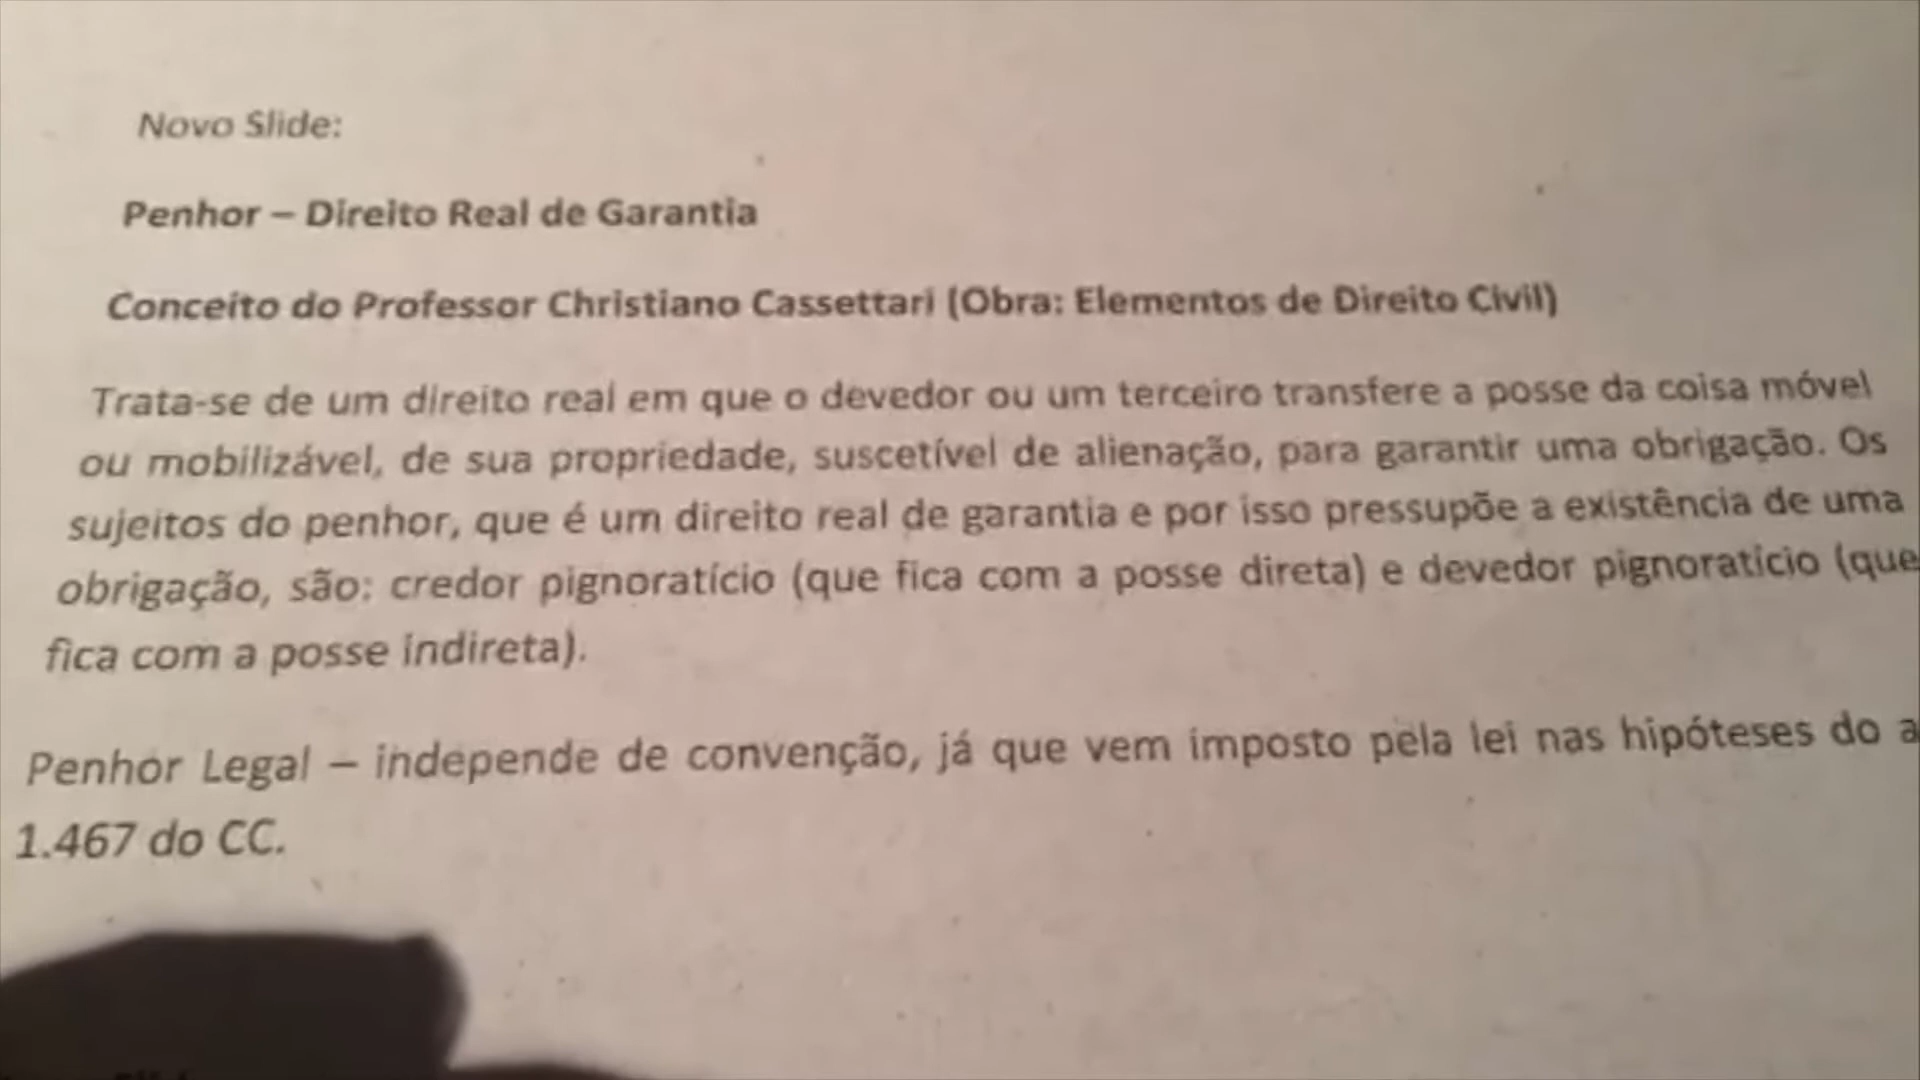 Novo Slide:
Penhor – Direito Real de Garantia
Conceito do Professor Christiano Cassettari (Obra: Elementos de Direito Civil)
Trata-se de um direito real em que o devedor ou um terceiro transfere a posse da coisa móvel
ou mobilizável, de sua propriedade, suscetível de alienação, para garantir uma obrigação. Os
sujeitos do penhor, que é um direito real de garantia e por isso pressupõe a existência de uma
obrigação, são: credor pignoratício (que fica com a posse direta) e devedor pignoratício (que
fica com a posse indireta).
Penhor Legal – independe de convenção, já que vem imposto pela lei nas hipóteses do a
1.467 do CC.